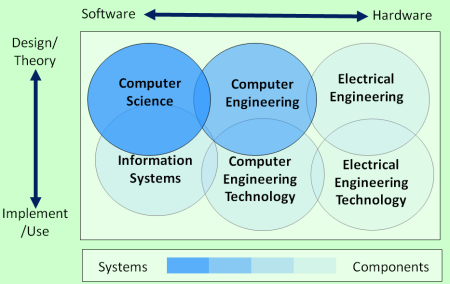 Software
Hardware
Design/
Theory
Computer
Science
Computer
Engineering
Electrical
Engineering
Information
Systems
Computer
Engineering
Technology
Electrical
Engineering
Technology
Implement
/Use
Systems
Components